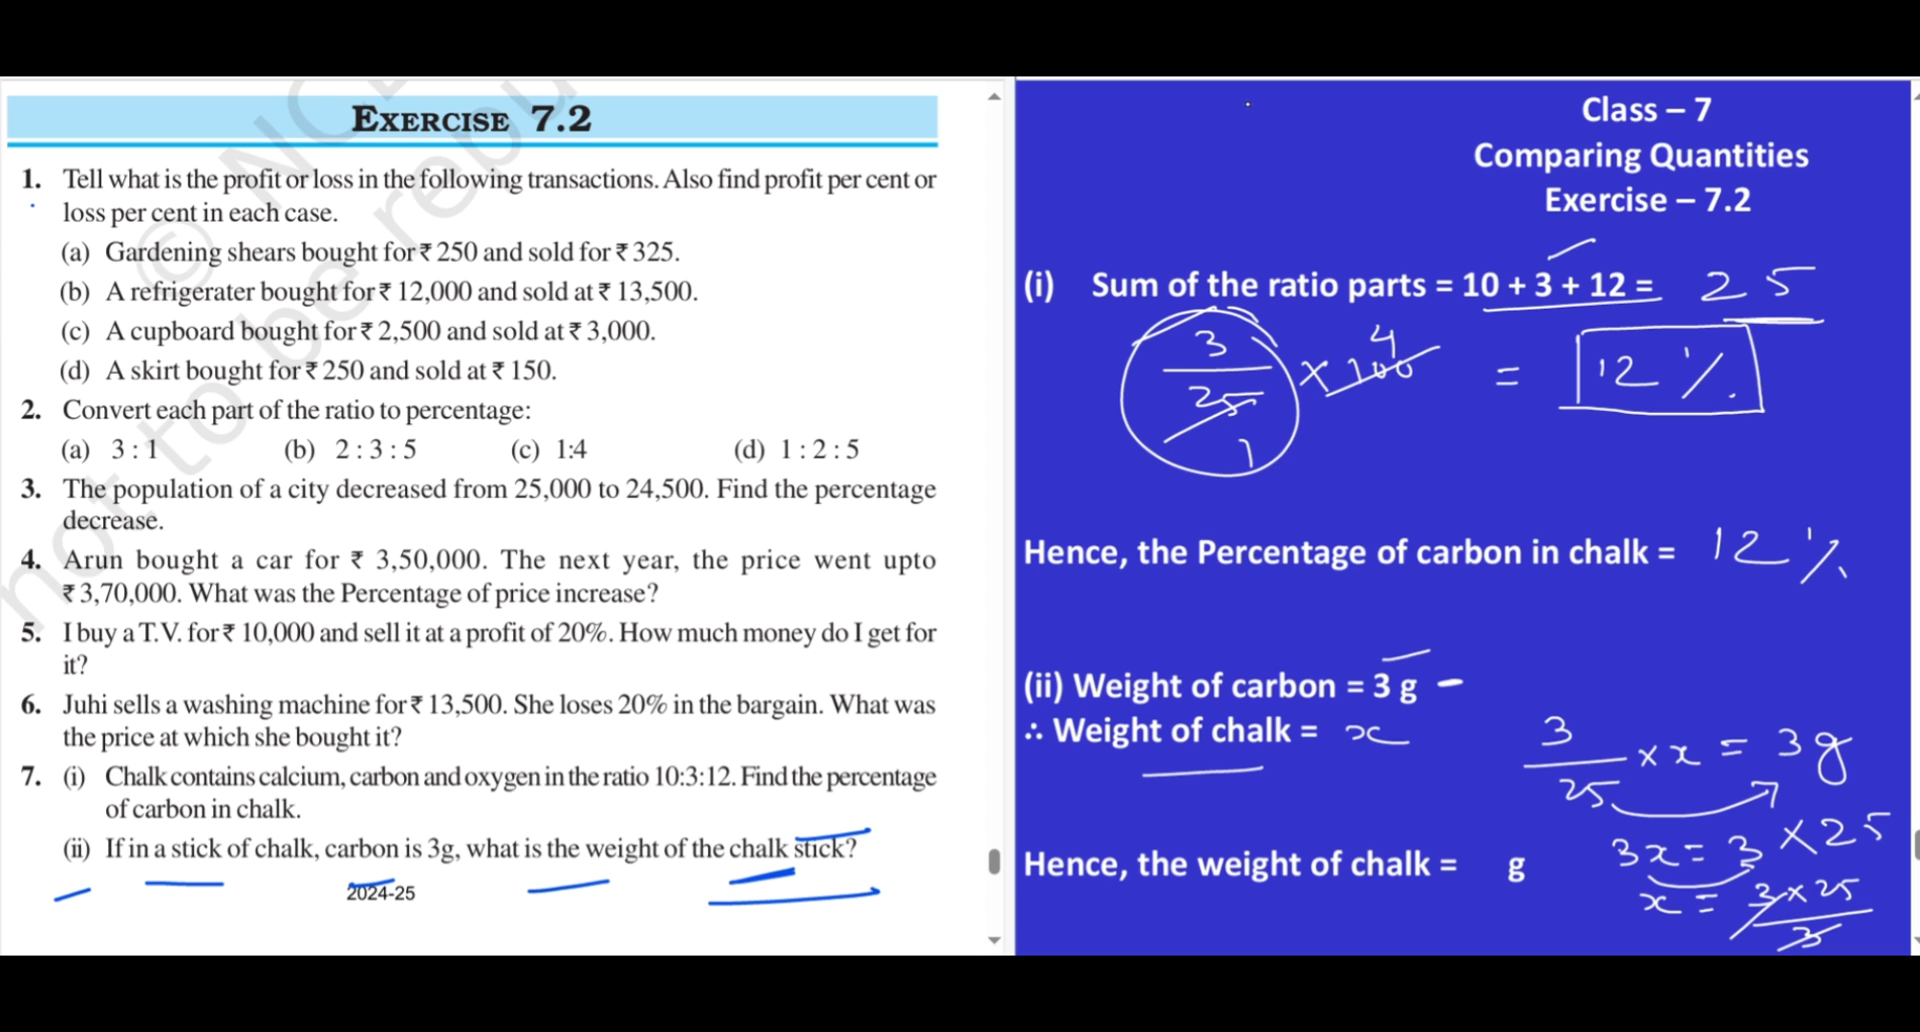 EXERCISE 7.2
1. Tell what is the profit or loss in the following transactions. Also find profit per cent or
loss per cent in each case.
(a) Gardening shears bought for ₹ 250 and sold for ₹ 325.
(b) A refrigerater bought for ₹ 12,000 and sold at ₹ 13,500.
(c) A cupboard bought for ₹ 2,500 and sold at ₹ 3,000.
(d) A skirt bought for ₹ 250 and sold at ₹ 150.
2. Convert each part of the ratio to percentage:
(a) 3 : 1 (b) 2 : 3 : 5 (c) 1:4 (d) 1 : 2 : 5
3. The population of a city decreased from 25,000 to 24,500. Find the percentage
decrease.
4. Arun bought a car for ₹ 3,50,000. The next year, the price went upto
₹ 3,70,000. What was the Percentage of price increase?
5. I buy a T.V. for ₹ 10,000 and sell it at a profit of 20%. How much money do I get for
it?
6. Juhi sells a washing machine for ₹ 13,500. She loses 20% in the bargain. What was
the price at which she bought it?
7. (i) Chalk contains calcium, carbon and oxygen in the ratio 10:3:12. Find the percentage
of carbon in chalk.
(ii) If in a stick of chalk, carbon is 3g, what is the weight of the chalk stick?
2024-25
© NC
not to be repu
Class – 7
Comparing Quantities
Exercise – 7.2
(i) Sum of the ratio parts = 10 + 3 + 12 = 25
3 4
— × 100 = 12 %
25
1
Hence, the Percentage of carbon in chalk = 12 %
(ii) Weight of carbon = 3 g –
∴ Weight of chalk = x
3
— × x = 3 g
25
3x = 3 × 25
Hence, the weight of chalk = g
x = 3 × 25
3